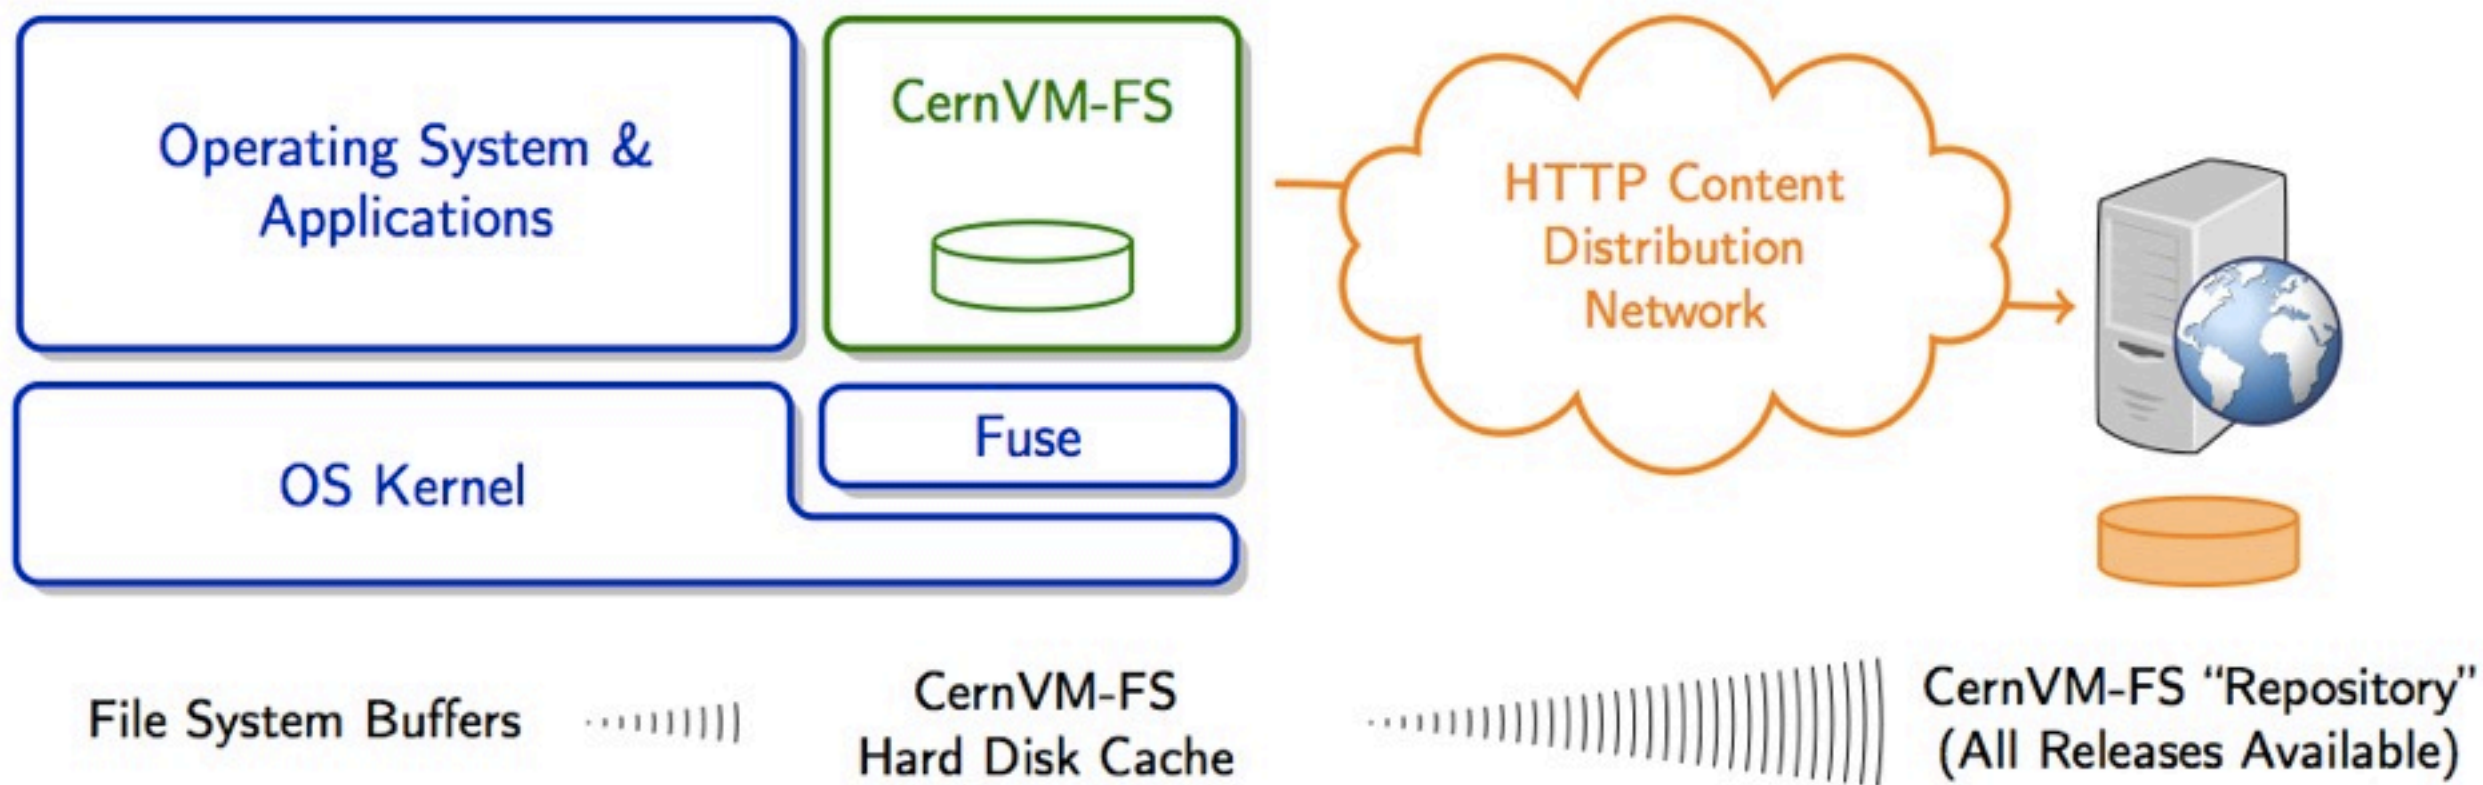 Operating System &
Applications
CernVM-FS
HTTP Content
Distribution
Network
OS Kernel
Fuse
File System Buffers
CernVM-FS
Hard Disk Cache
CernVM-FS “Repository”
(All Releases Available)